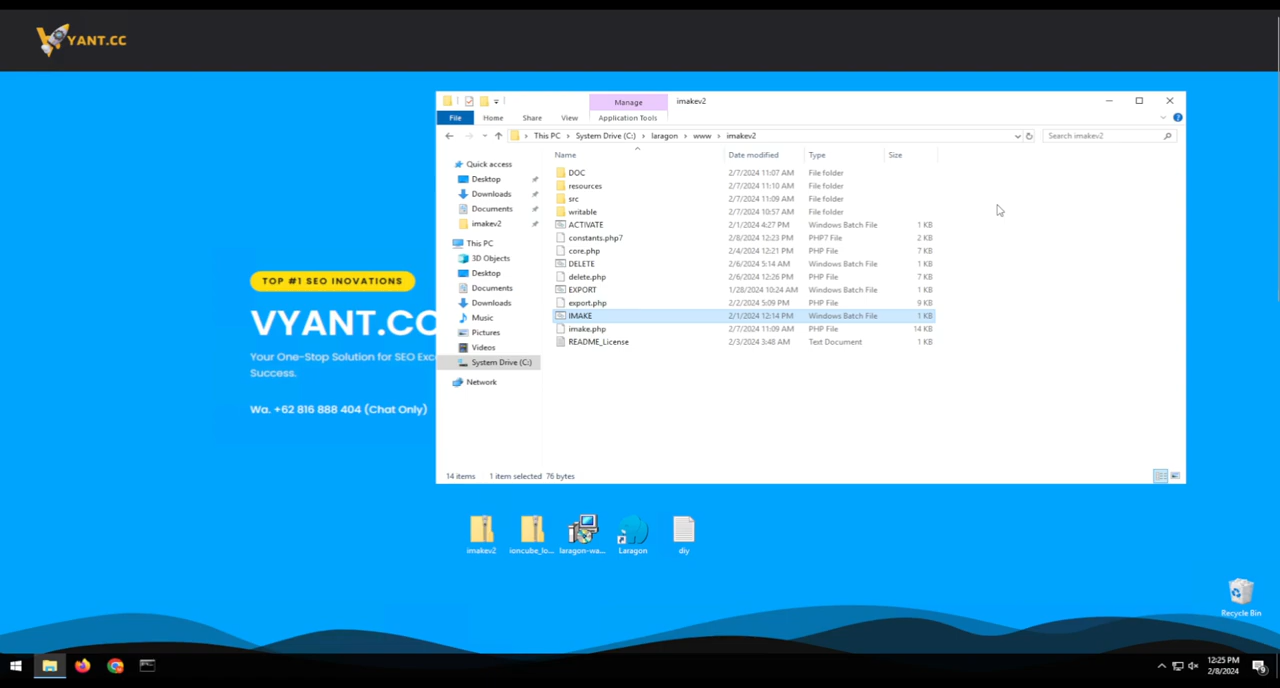 YANT.CC
Manage
imakev2
File Home Share View Application Tools
This PC System Drive (C:) laragon www imakev2
Search imakev2
Name Date modified Type Size
Quick access
Desktop
Downloads
Documents
imakev2
This PC
3D Objects
Desktop
Documents
Downloads
Music
Pictures
Videos
System Drive (C:)
Network
DOC 2/7/2024 11:07 AM File folder
resources 2/7/2024 11:10 AM File folder
src 2/7/2024 11:09 AM File folder
writable 2/7/2024 10:57 AM File folder
ACTIVATE 2/1/2024 4:27 PM Windows Batch File 1 KB
constants.php7 2/8/2024 12:23 PM PHP7 File 2 KB
core.php 2/4/2024 12:21 PM PHP File 7 KB
DELETE 2/6/2024 5:14 AM Windows Batch File 1 KB
delete.php 2/6/2024 12:26 PM PHP File 7 KB
EXPORT 1/28/2024 10:24 AM Windows Batch File 1 KB
export.php 2/2/2024 5:09 PM PHP File 9 KB
IMAKE 2/1/2024 12:14 PM Windows Batch File 1 KB
imake.php 2/7/2024 11:09 AM PHP File 14 KB
README_License 2/3/2024 3:48 AM Text Document 1 KB
14 items 1 item selected 76 bytes
TOP #1 SEO INOVATIONS
VYANT.CC
Your One-Stop Solution for SEO Exc
Success.
Wa. +62 816 888 404 (Chat Only)
imakev2 ioncube_lo... laragon-wa... Laragon diy
Recycle Bin
12:25 PM
2/8/2024
9